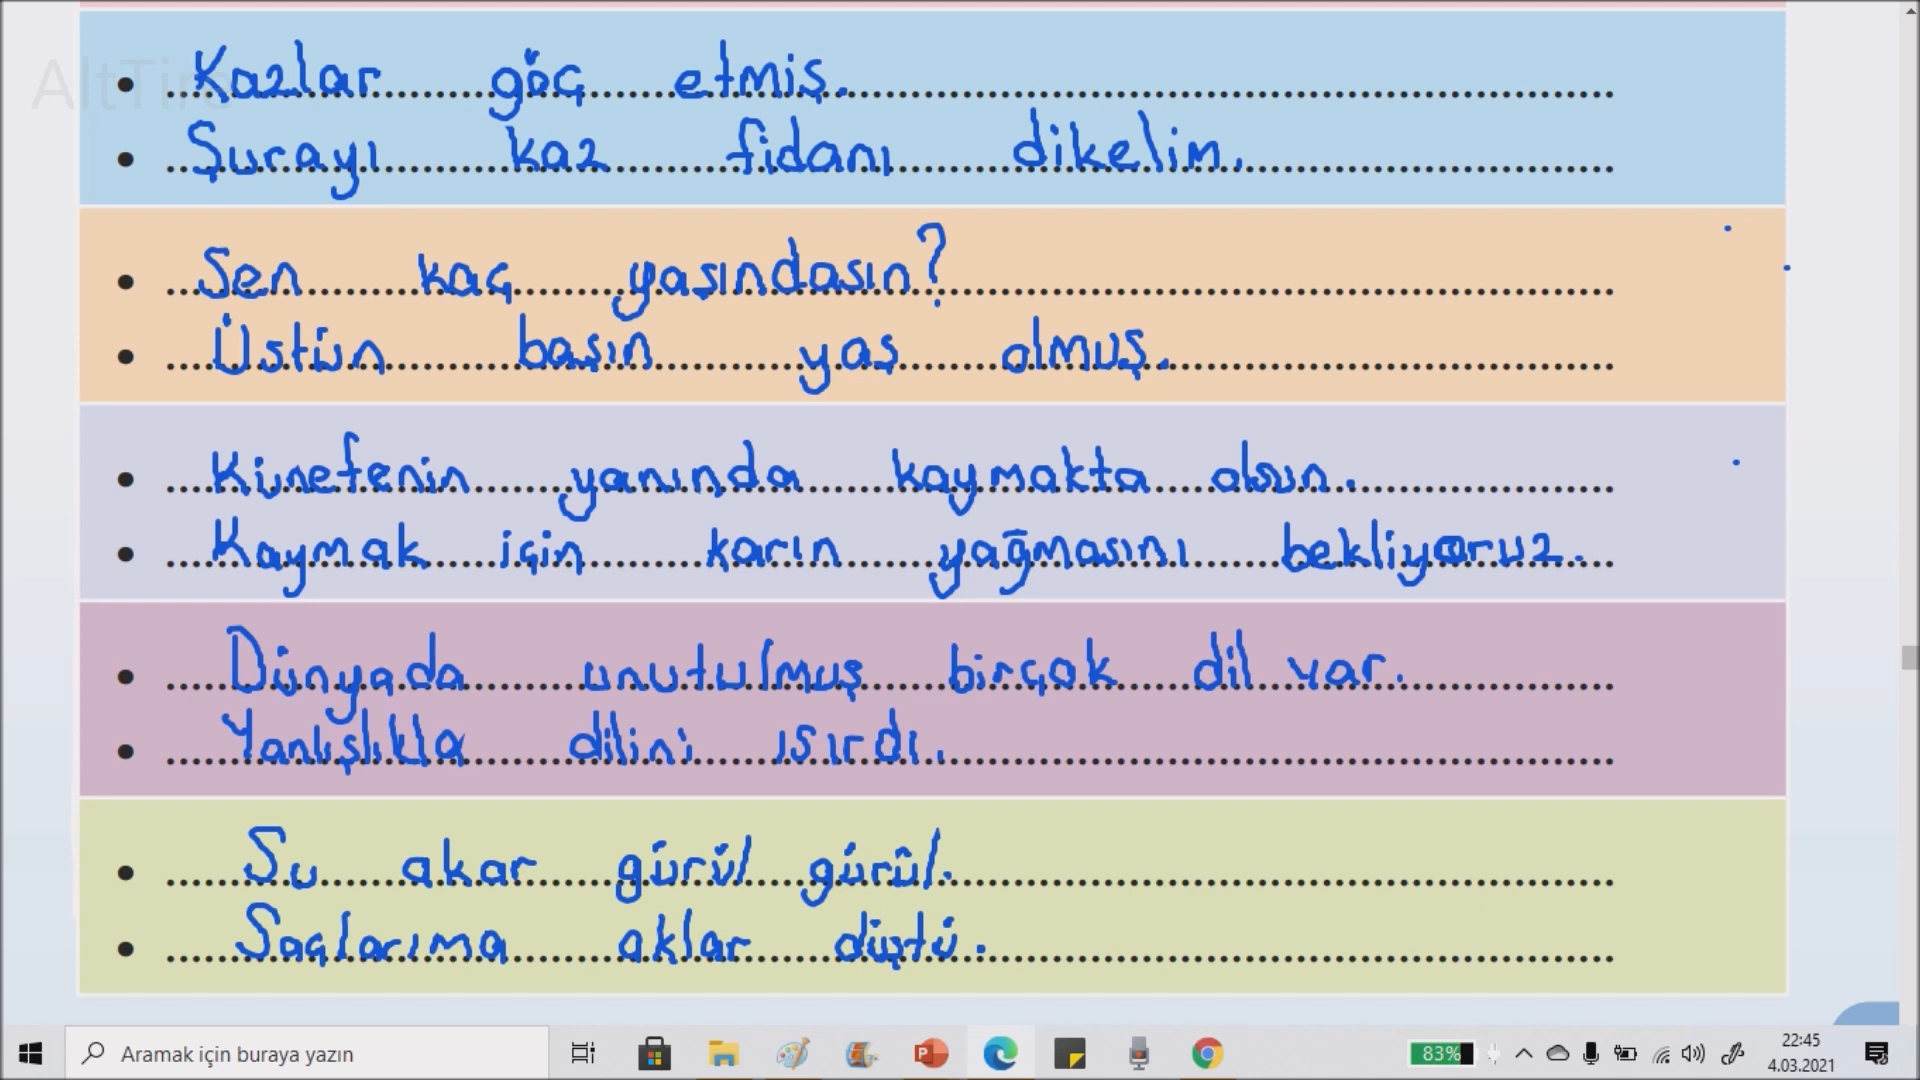 AltTire
Kazlar göç etmiş.
Şurayı kaz fidanı dikelim.
Sen kaç yaşındasın?
Üstün başın yaş olmuş.
Künefenin yanında kaymakta olsun.
Kaymak için karın yağmasını bekliyoruz.
Dünyada unutulmuş birçok dil var.
Yanlışlıkla dilini ısırdı.
Su akar gürül gürül.
Saçlarıma aklar düştü.
Aramak için buraya yazın
83%
22:45
4.03.2021